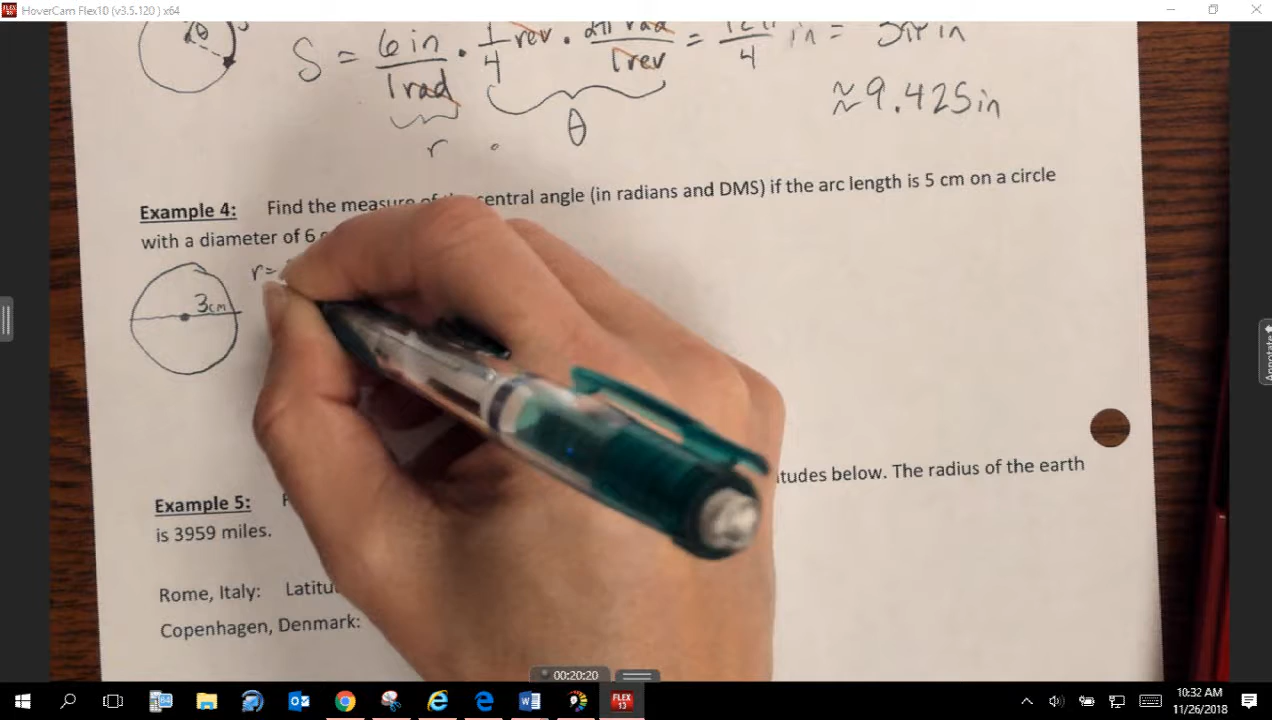 HoverCam Flex10 (v3.5.120 ) x64
θ
S = 6 in / 1 rad · 1/4 rev · 2π rad / 1 rev = 12π/4 in = 3π in
≈ 9.425 in
r · θ
Example 4: Find the measure of the central angle (in radians and DMS) if the arc length is 5 cm on a circle
with a diameter of 6
r=
3cm
Example 5: itudes below. The radius of the earth
is 3959 miles.
Rome, Italy: Latitu
Copenhagen, Denmark:
Annotate
00:20:20
FLEX
10:32 AM
11/26/2018